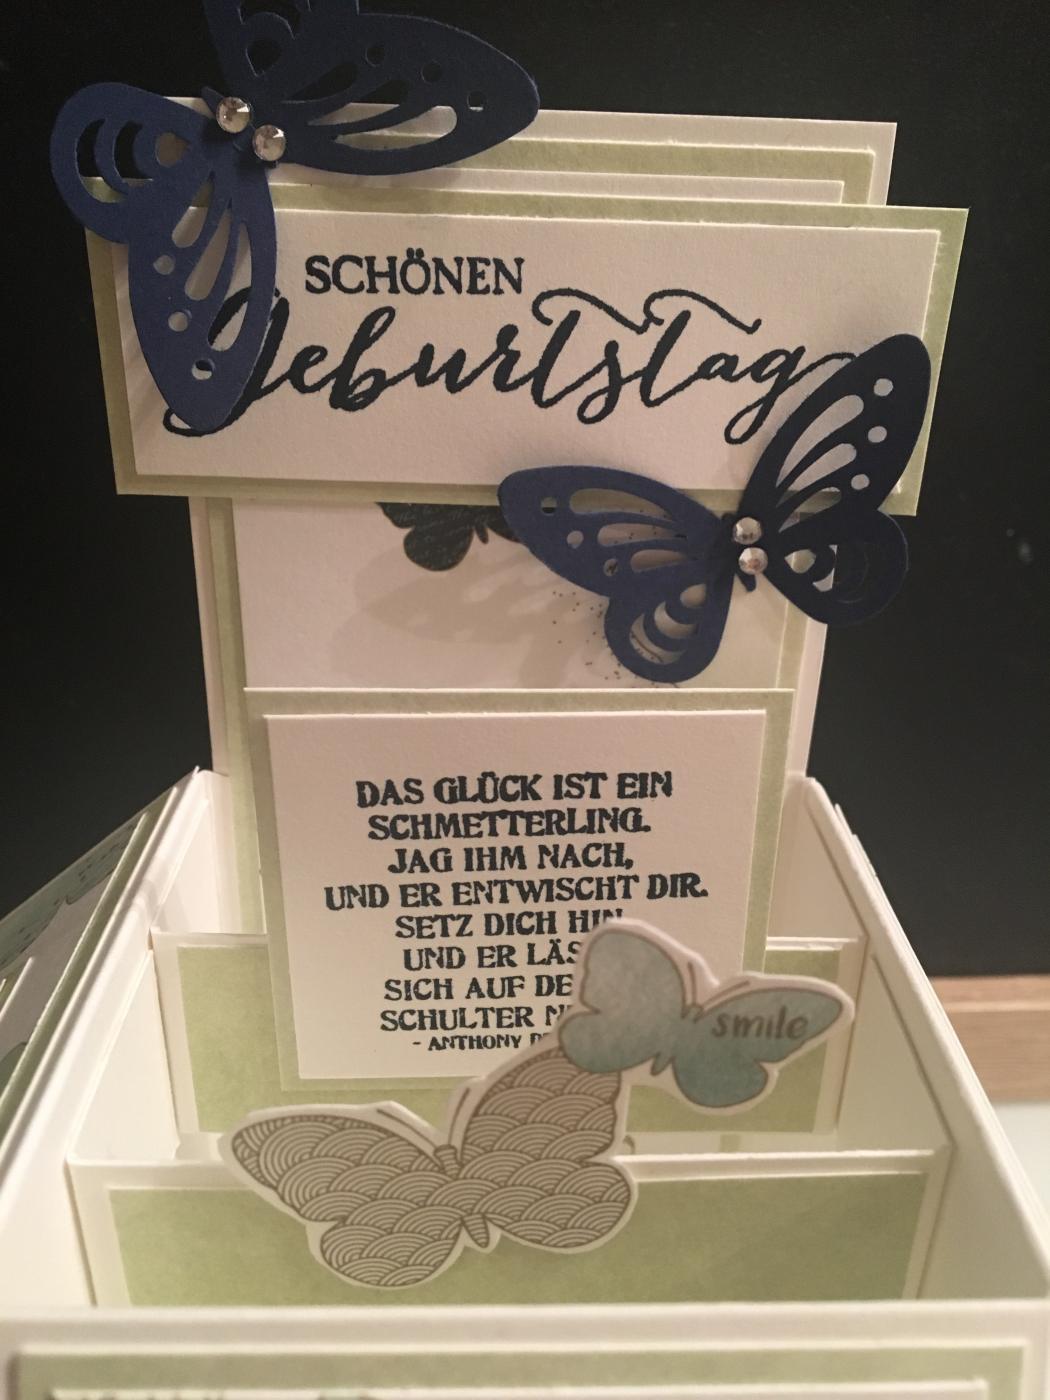 SCHÖNEN
Geburtstag
DAS GLÜCK IST EIN
SCHMETTERLING.
JAG IHM NACH,
UND ER ENTWISCHT DIR.
SETZ DICH HIN
UND ER
SICH AUF
SCHULTER
- ANTHONY
smile